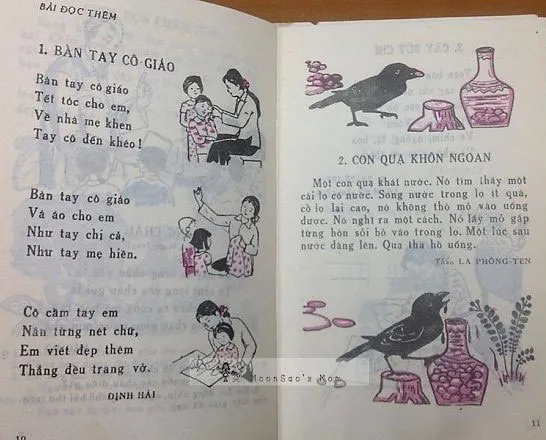 BÀI ĐỌC THÊM
1. BÀN TAY CÔ GIÁO
Bàn tay cô giáo
Tết tóc cho em,
Về nhà mẹ khen
Tay cô đến khéo!
Bàn tay cô giáo
Vá áo cho em
Như tay chị cả,
Như tay mẹ hiền.
Cô cầm tay em
Nắn từng nét chữ,
Em viết đẹp thêm
Thẳng đều trang vở.
ĐỊNH HẢI
10
2. CON QUẠ KHÔN NGOAN
Một con quạ khát nước. Nó tìm thấy một
cái lọ có nước. Song nước trong lọ ít quá,
cổ lọ lại cao, nó không thò mỏ vào uống
được. Nó nghĩ ra một cách. Nó lấy mỏ gắp
từng hòn sỏi bỏ vào trong lọ. Một lúc sau
nước dâng lên. Quạ tha hồ uống.
Theo LA PHÔNG-TEN
11
MoonSao's Mom